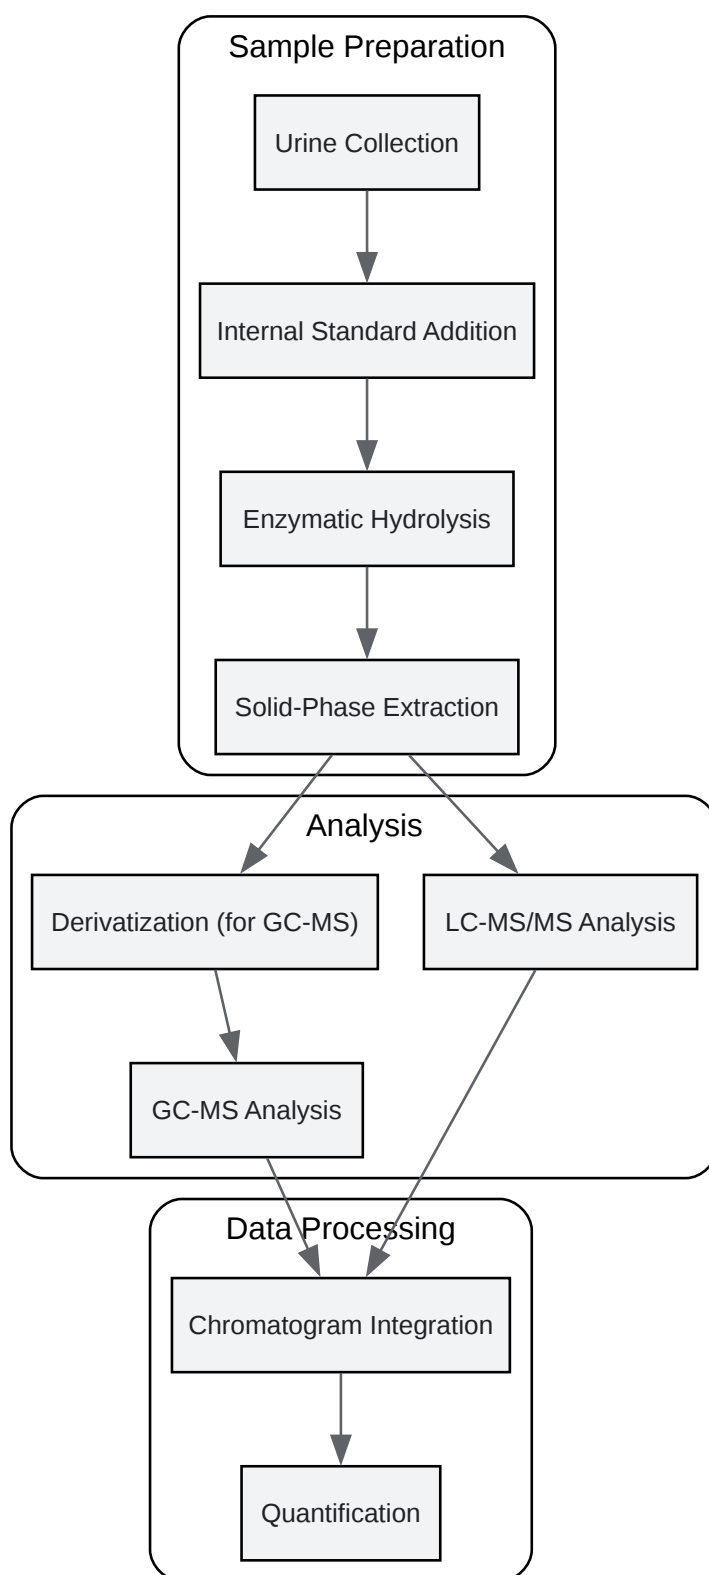 Sample Preparation
Urine Collection
Internal Standard Addition
Enzymatic Hydrolysis
Solid-Phase Extraction
Analysis
Derivatization (for GC-MS)
LC-MS/MS Analysis
GC-MS Analysis
Data Processing
Chromatogram Integration
Quantification